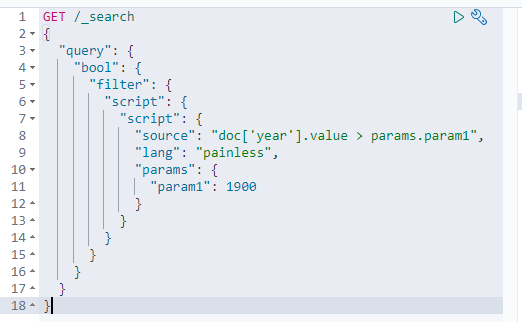 1 GET /_search
2 {
3 "query": {
4 "bool": {
5 "filter": {
6 "script": {
7 "script": {
8 "source": "doc['year'].value > params.param1",
9 "lang": "painless",
10 "params": {
11 "param1": 1900
12 }
13 }
14 }
15 }
16 }
17 }
18 }